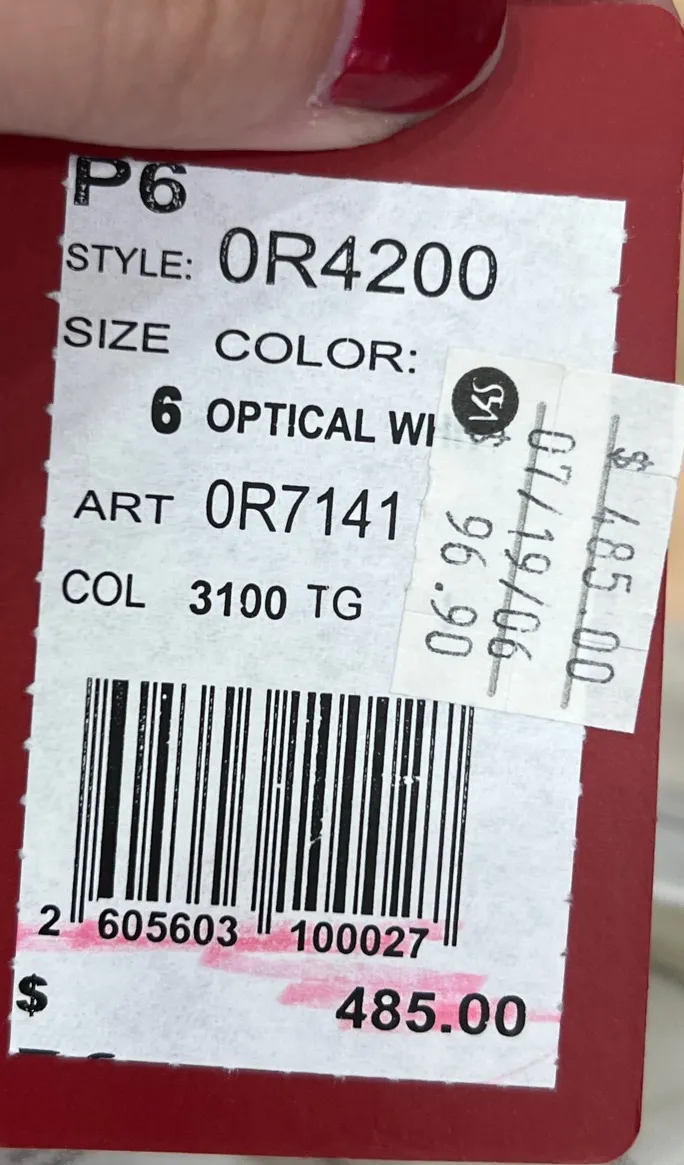 P6
STYLE: 0R4200
SIZE COLOR:
6 OPTICAL
ART 0R7141
COL 3100 TG
$ 485.00
07/19/06
96.90
2 605603 100027
$ 485.00